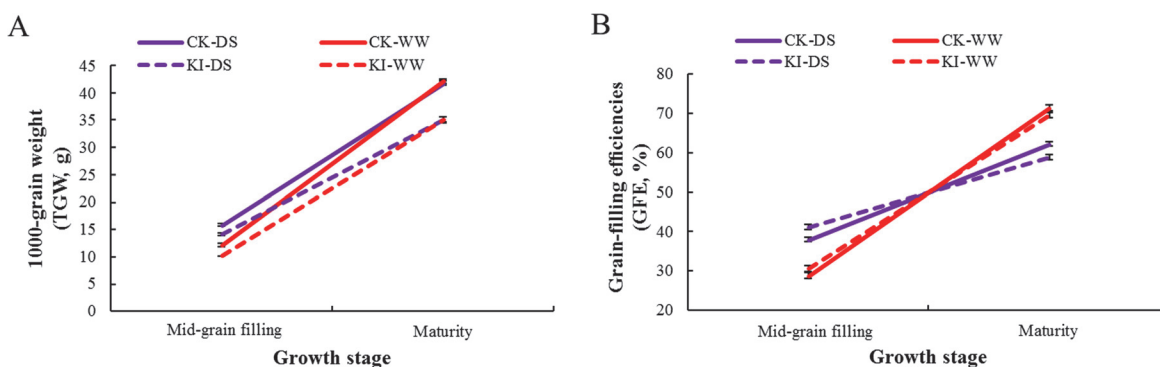 A
CK-DS CK-WW
KI-DS KI-WW
1000-grain weight
(TGW, g)
45
40
35
30
25
20
15
10
5
0
Mid-grain filling Maturity
Growth stage
B
CK-DS CK-WW
KI-DS KI-WW
Grain-filling efficiencies
(GFE, %)
80
70
60
50
40
30
20
Mid-grain filling Maturity
Growth stage